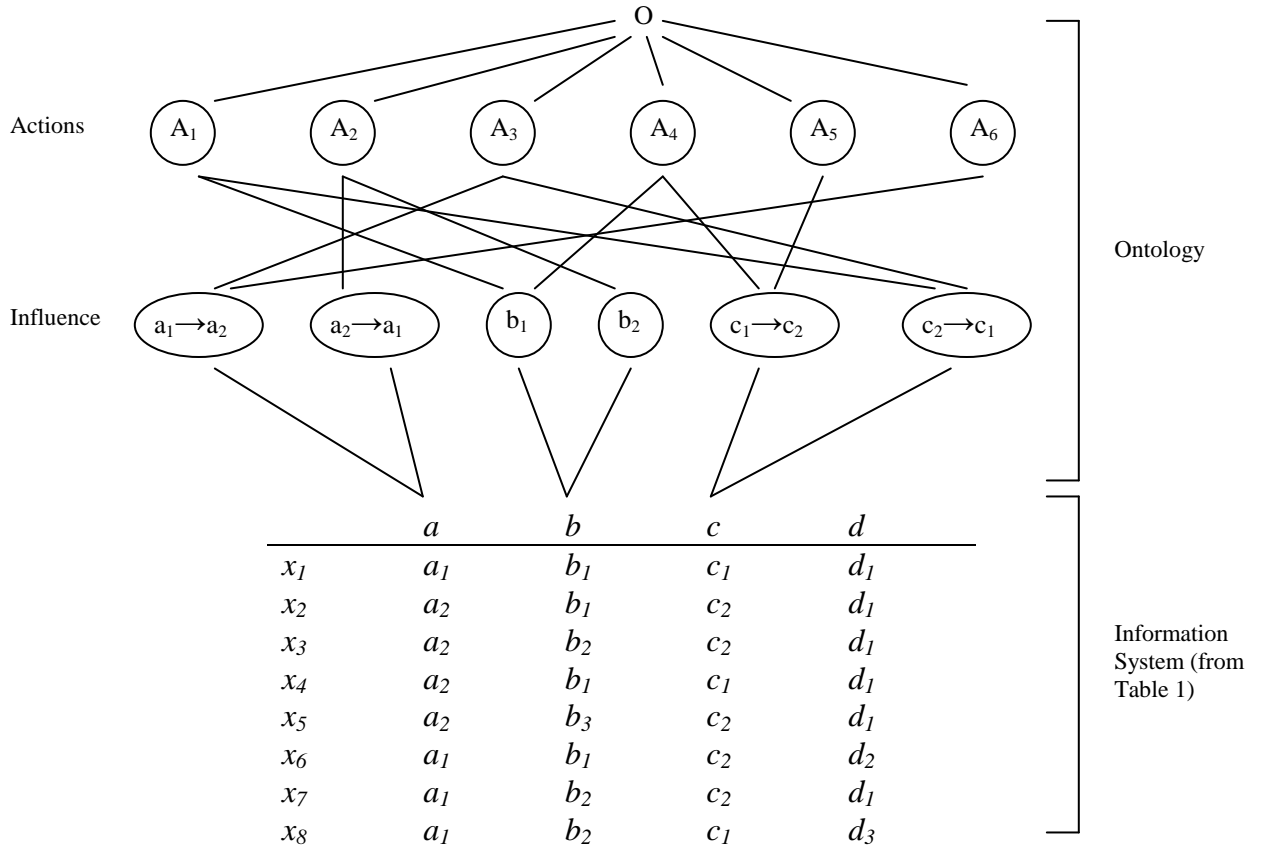 O
Actions
A₁ A₂ A₃ A₄ A₅ A₆
Ontology
Influence
a₁→a₂ a₂→a₁ b₁ b₂ c₁→c₂ c₂→c₁
a b c d
x₁ a₁ b₁ c₁ d₁
x₂ a₂ b₁ c₂ d₁
x₃ a₂ b₂ c₂ d₁
x₄ a₂ b₁ c₁ d₁
x₅ a₂ b₃ c₂ d₁
x₆ a₁ b₁ c₂ d₂
x₇ a₁ b₂ c₂ d₁
x₈ a₁ b₂ c₁ d₃
Information
System (from
Table 1)